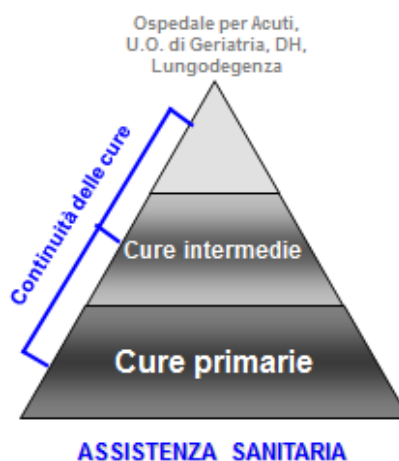 Ospedale per Acuti,
U.O. di Geriatria, DH,
Lungodegenza
Continuità delle cure
Cure intermedie
Cure primarie
ASSISTENZA SANITARIA